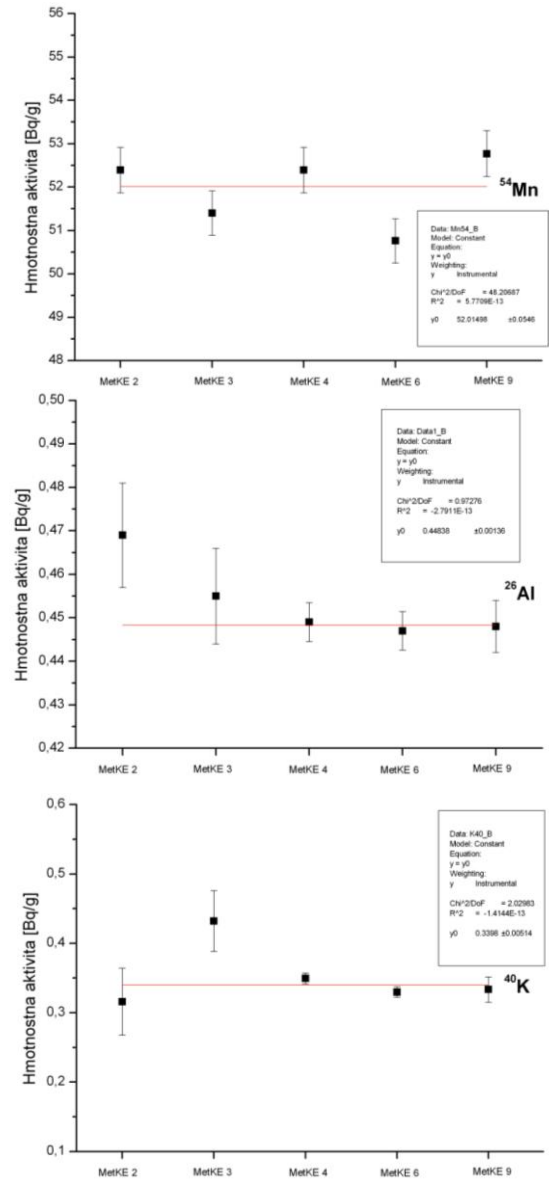 Hmotnostna aktivita [Bq/g]
56
55
54
53
52
51
50
49
48
MetKE 2
MetKE 3
MetKE 4
MetKE 6
MetKE 9
⁵⁴Mn
Data: Mn54_B
Model: Constant
Equation:
y = y0
Weighting:
y Instrumental
Chi^2/DoF = 48.20687
R^2 = 5.7709E-13
y0 52.01498 ±0.0546
Hmotnostna aktivita [Bq/g]
0,50
0,49
0,48
0,47
0,46
0,45
0,44
0,43
0,42
MetKE 2
MetKE 3
MetKE 4
MetKE 6
MetKE 9
²⁶Al
Data: Data1_B
Model: Constant
Equation:
y = y0
Weighting:
y Instrumental
Chi^2/DoF = 0.97276
R^2 = -2.7911E-13
y0 0.44838 ±0.00136
Hmotnostna aktivita [Bq/g]
0,6
0,5
0,4
0,3
0,2
0,1
MetKE 2
MetKE 3
MetKE 4
MetKE 6
MetKE 9
⁴⁰K
Data: K40_B
Model: Constant
Equation:
y = y0
Weighting:
y Instrumental
Chi^2/DoF = 2.02983
R^2 = -1.4144E-13
y0 0.3398 ±0.00514